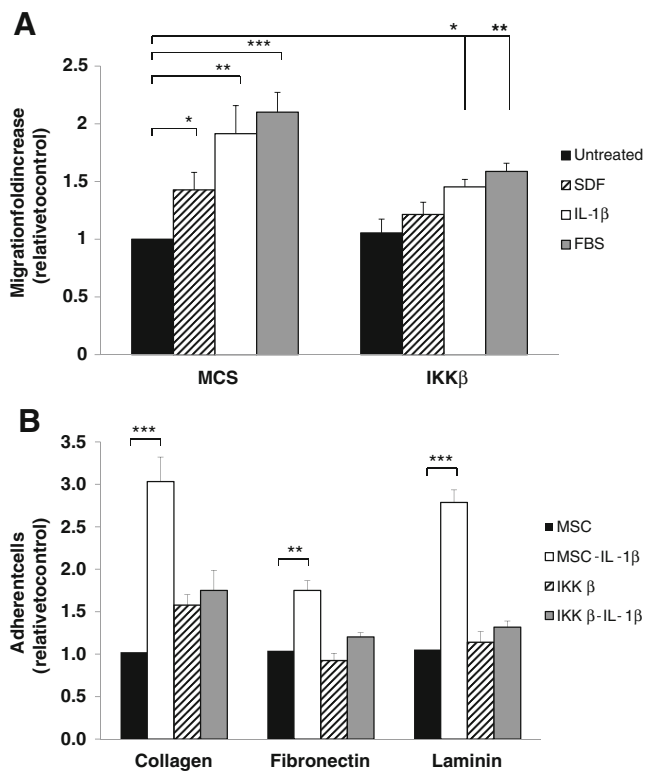 A
* **
***
**
*
2.5
2
1.5
1
0.5
0
Migrationfoldincrease
(relativetocontrol)
MCS IKKβ
Untreated
SDF
IL-1β
FBS
B
***
**
***
3.5
3.0
2.5
2.0
1.5
1.0
0.5
0.0
Adherentcells
(relativetocontrol)
Collagen Fibronectin Laminin
MSC
MSC-IL-1β
IKK β
IKK β-IL-1β